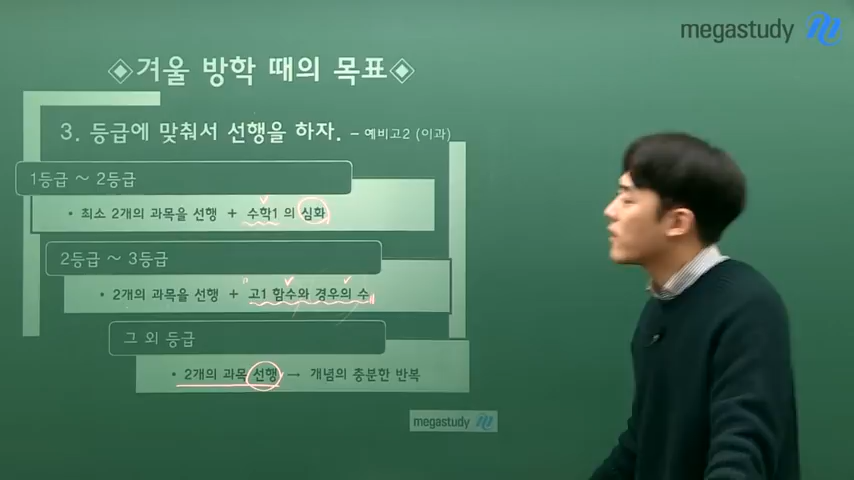 megastudy
◈겨울 방학 때의 목표◈
3. 등급에 맞춰서 선행을 하자. – 예비고2 (이과)
1등급 ~ 2등급
• 최소 2개의 과목을 선행 + 수학1 의 심화
2등급 ~ 3등급
• 2개의 과목을 선행 + 고1 함수와 경우의 수
그 외 등급
• 2개의 과목 선행 → 개념의 충분한 반복
megastudy